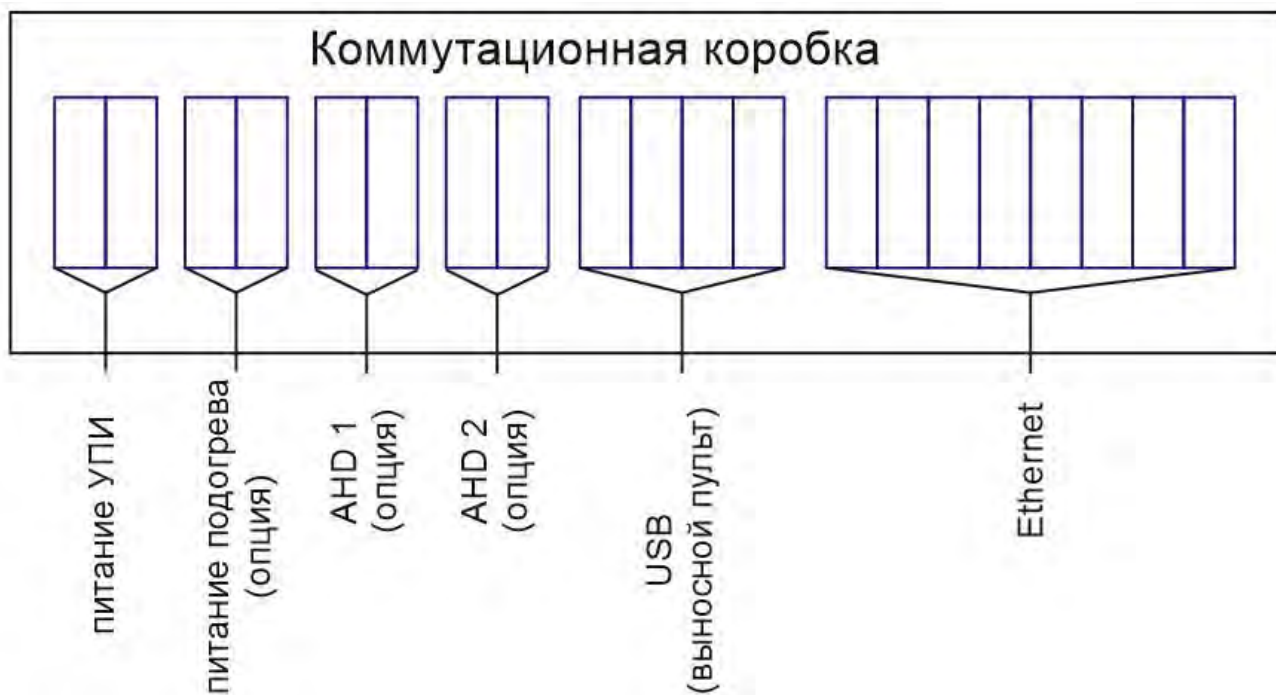 Коммутационная коробка
питание УПИ
питание подогрева
(опция)
AHD 1
(опция)
AHD 2
(опция)
USB
(выносной пульт)
Ethernet